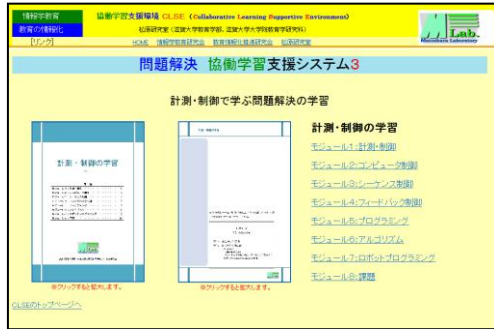 情報学教育
教育の情報化
[リンク]
協働学習支援環境 CLSE (Collaborative Learning Supportive Environment)
松原研究室(滋賀大学教育学部、滋賀大学大学院教育学研究科)
HOME 情報学教育研究会 教育情報化推進研究会 松原研究室
M Lab.
Matsubara Laboratory
問題解決 協働学習支援システム3
計測・制御で学ぶ問題解決の学習
計測・制御の学習
※クリックすると拡大します。
※クリックすると拡大します。
計測・制御の学習
モジュール1:計測・制御
モジュール2:コンピュータ制御
モジュール3:シーケンス制御
モジュール4:フィードバック制御
モジュール5:プログラミング
モジュール6:アルゴリズム
モジュール7:ロボットプログラミング
モジュール8:課題
CLSEのトップページへ